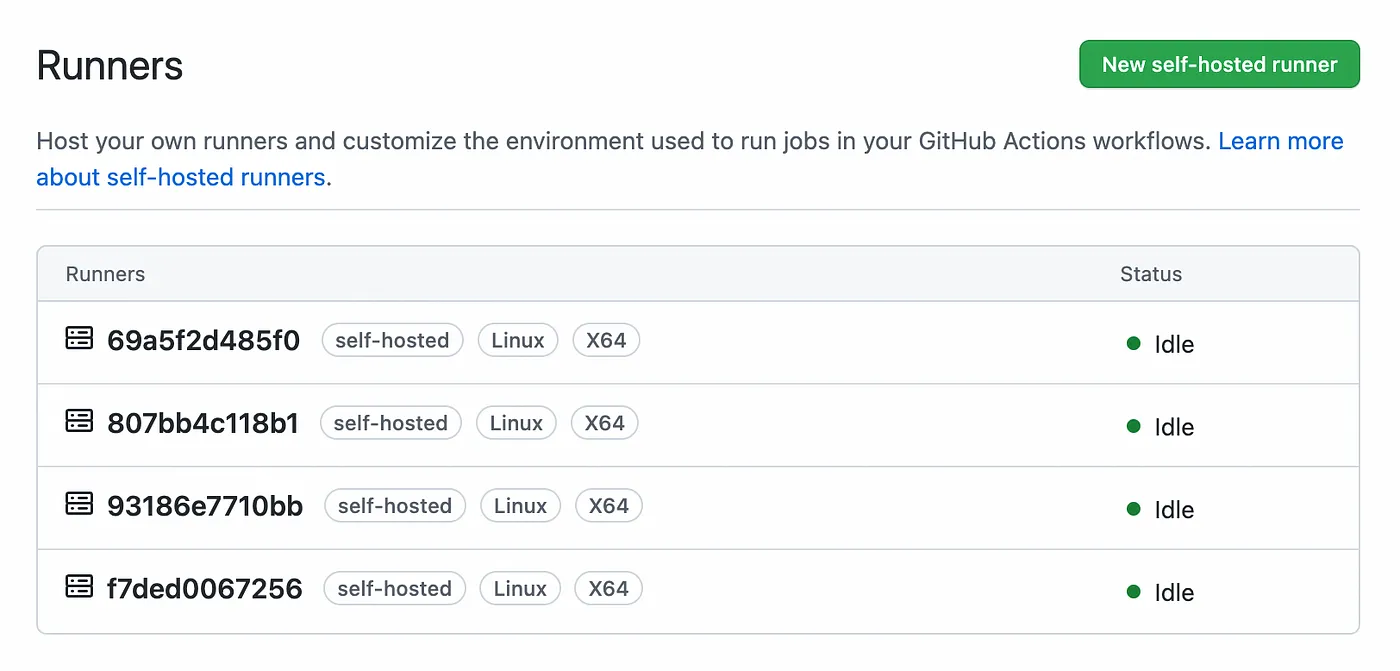 Runners
New self-hosted runner
Host your own runners and customize the environment used to run jobs in your GitHub Actions workflows. Learn more
about self-hosted runners.
Runners Status
69a5f2d485f0 self-hosted Linux X64 Idle
807bb4c118b1 self-hosted Linux X64 Idle
93186e7710bb self-hosted Linux X64 Idle
f7ded0067256 self-hosted Linux X64 Idle